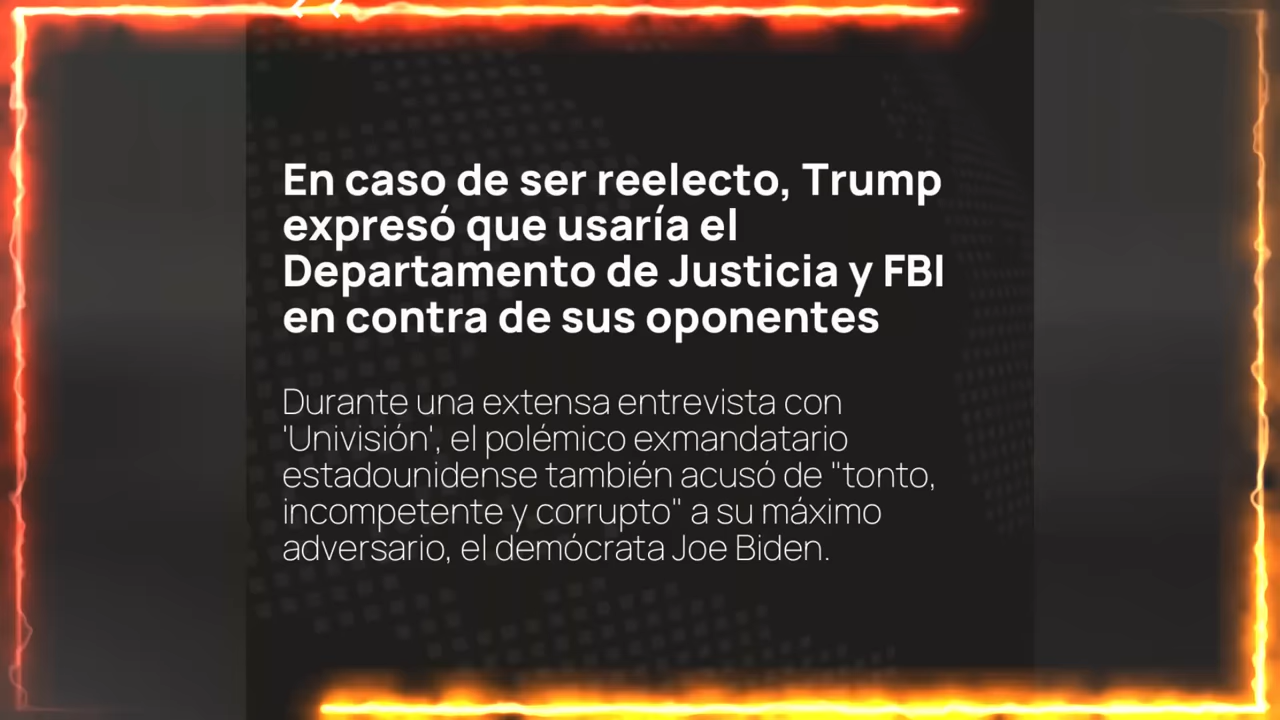 En caso de ser reelecto, Trump
expresó que usaría el
Departamento de Justicia y FBI
en contra de sus oponentes
Durante una extensa entrevista con
'Univisión', el polémico exmandatario
estadounidense también acusó de "tonto,
incompetente y corrupto" a su máximo
adversario, el demócrata Joe Biden.